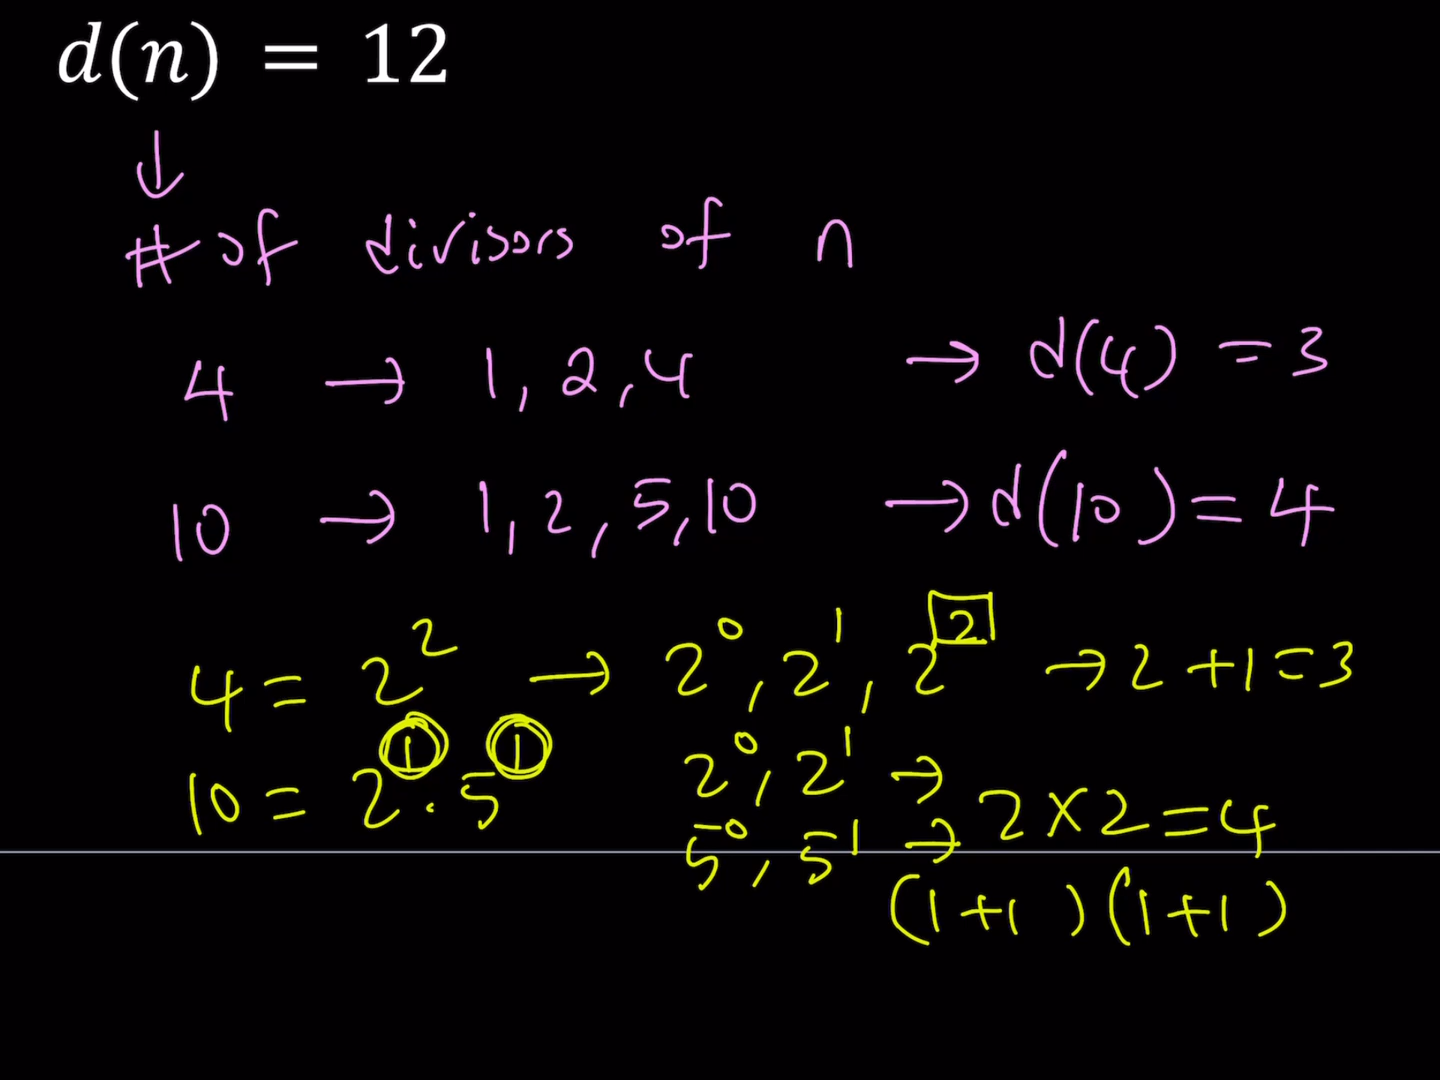 d(n) = 12
↓
# of divisors of n
4 → 1, 2, 4 → d(4) = 3
10 → 1, 2, 5, 10 → d(10) = 4
4 = 2² → 2⁰, 2¹, 2² → 2 + 1 = 3
10 = 2¹ · 5¹ 2⁰, 2¹ →
5⁰, 5¹ → 2 × 2 = 4
(1 + 1) (1 + 1)